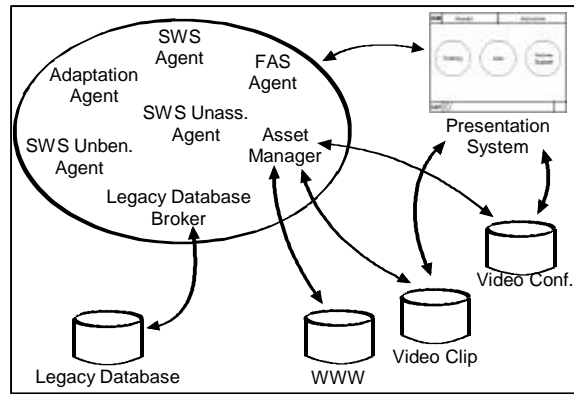 SWS
Agent
FAS
Agent
Adaptation
Agent
SWS Unass.
Agent
SWS Unben.
Agent
Asset
Manager
Legacy Database
Broker
Presentation
System
Video Conf.
Video Clip
WWW
Legacy Database